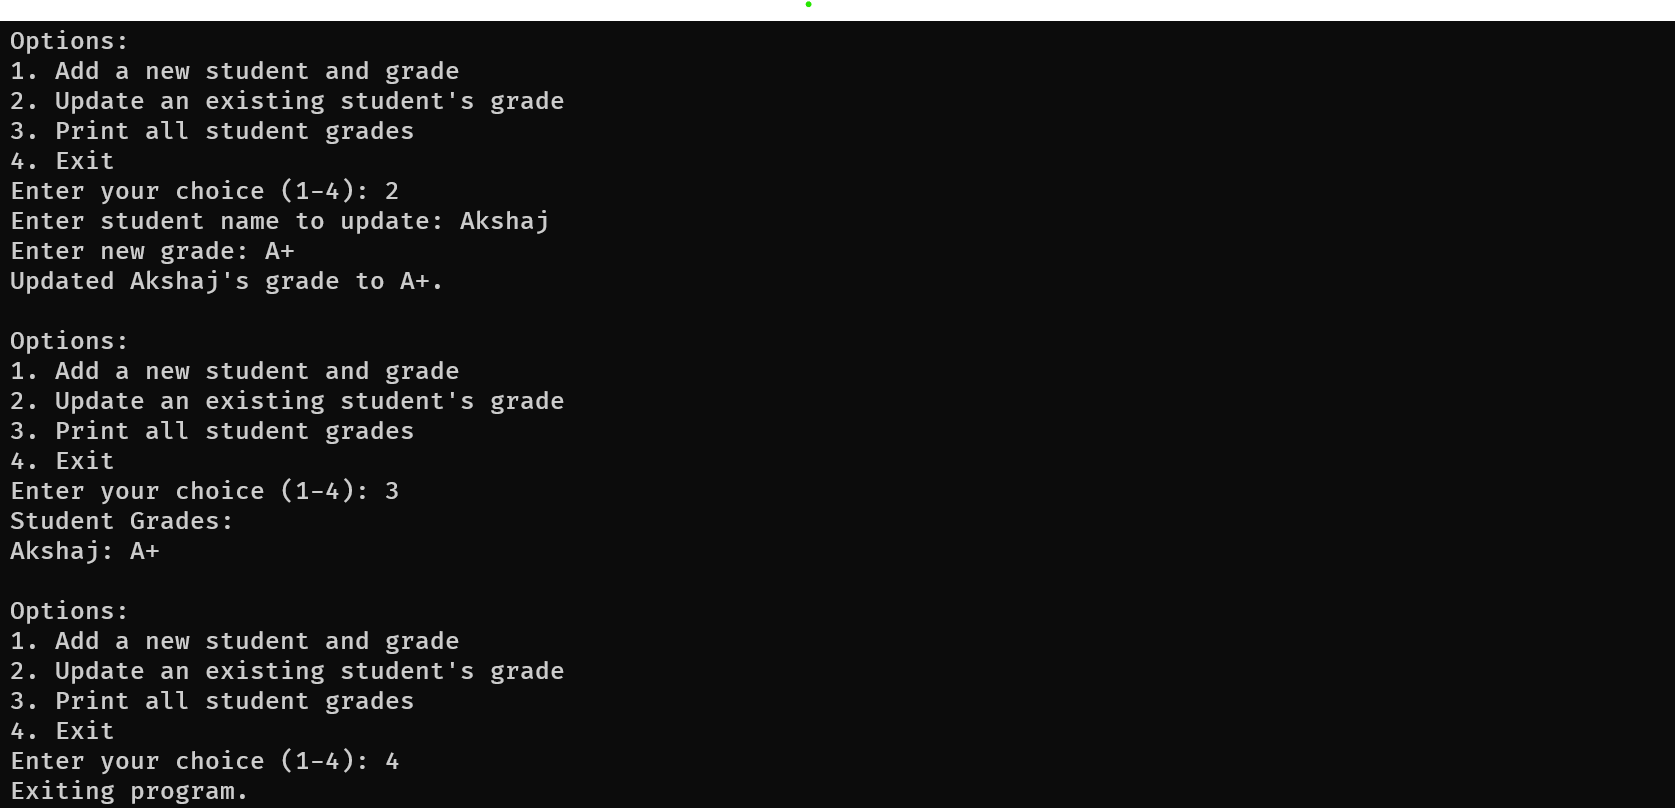 Options:
1. Add a new student and grade
2. Update an existing student's grade
3. Print all student grades
4. Exit
Enter your choice (1-4): 2
Enter student name to update: Akshaj
Enter new grade: A+
Updated Akshaj's grade to A+.
Options:
1. Add a new student and grade
2. Update an existing student's grade
3. Print all student grades
4. Exit
Enter your choice (1-4): 3
Student Grades:
Akshaj: A+
Options:
1. Add a new student and grade
2. Update an existing student's grade
3. Print all student grades
4. Exit
Enter your choice (1-4): 4
Exiting program.